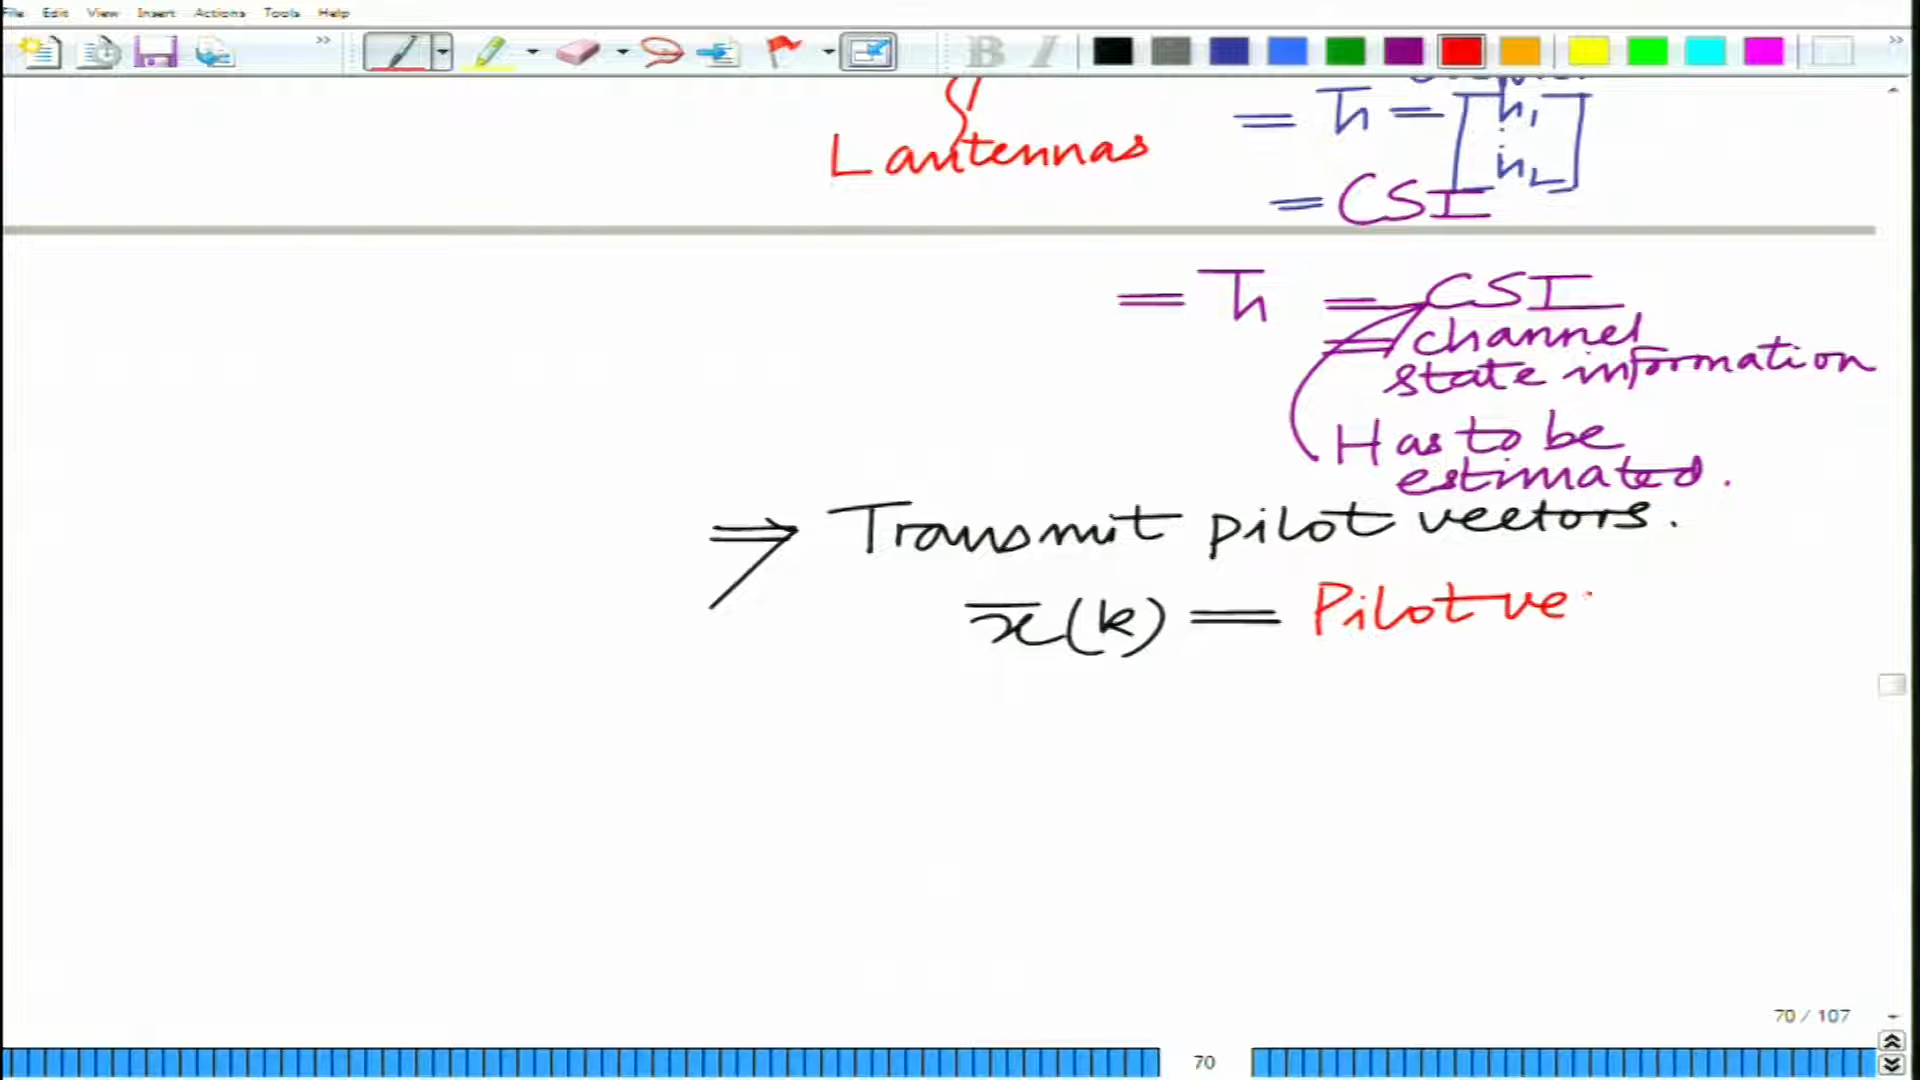 File Edit View Insert Actions Tools Help
B I
L antennas
= h̄ = [h₁ ⋮ h_L]
= CSI
= h̄ = CSI
= channel
state information
Has to be
estimated.
⇒ Transmit pilot vectors.
x̄(k) = Pilot ve
70 / 107
70